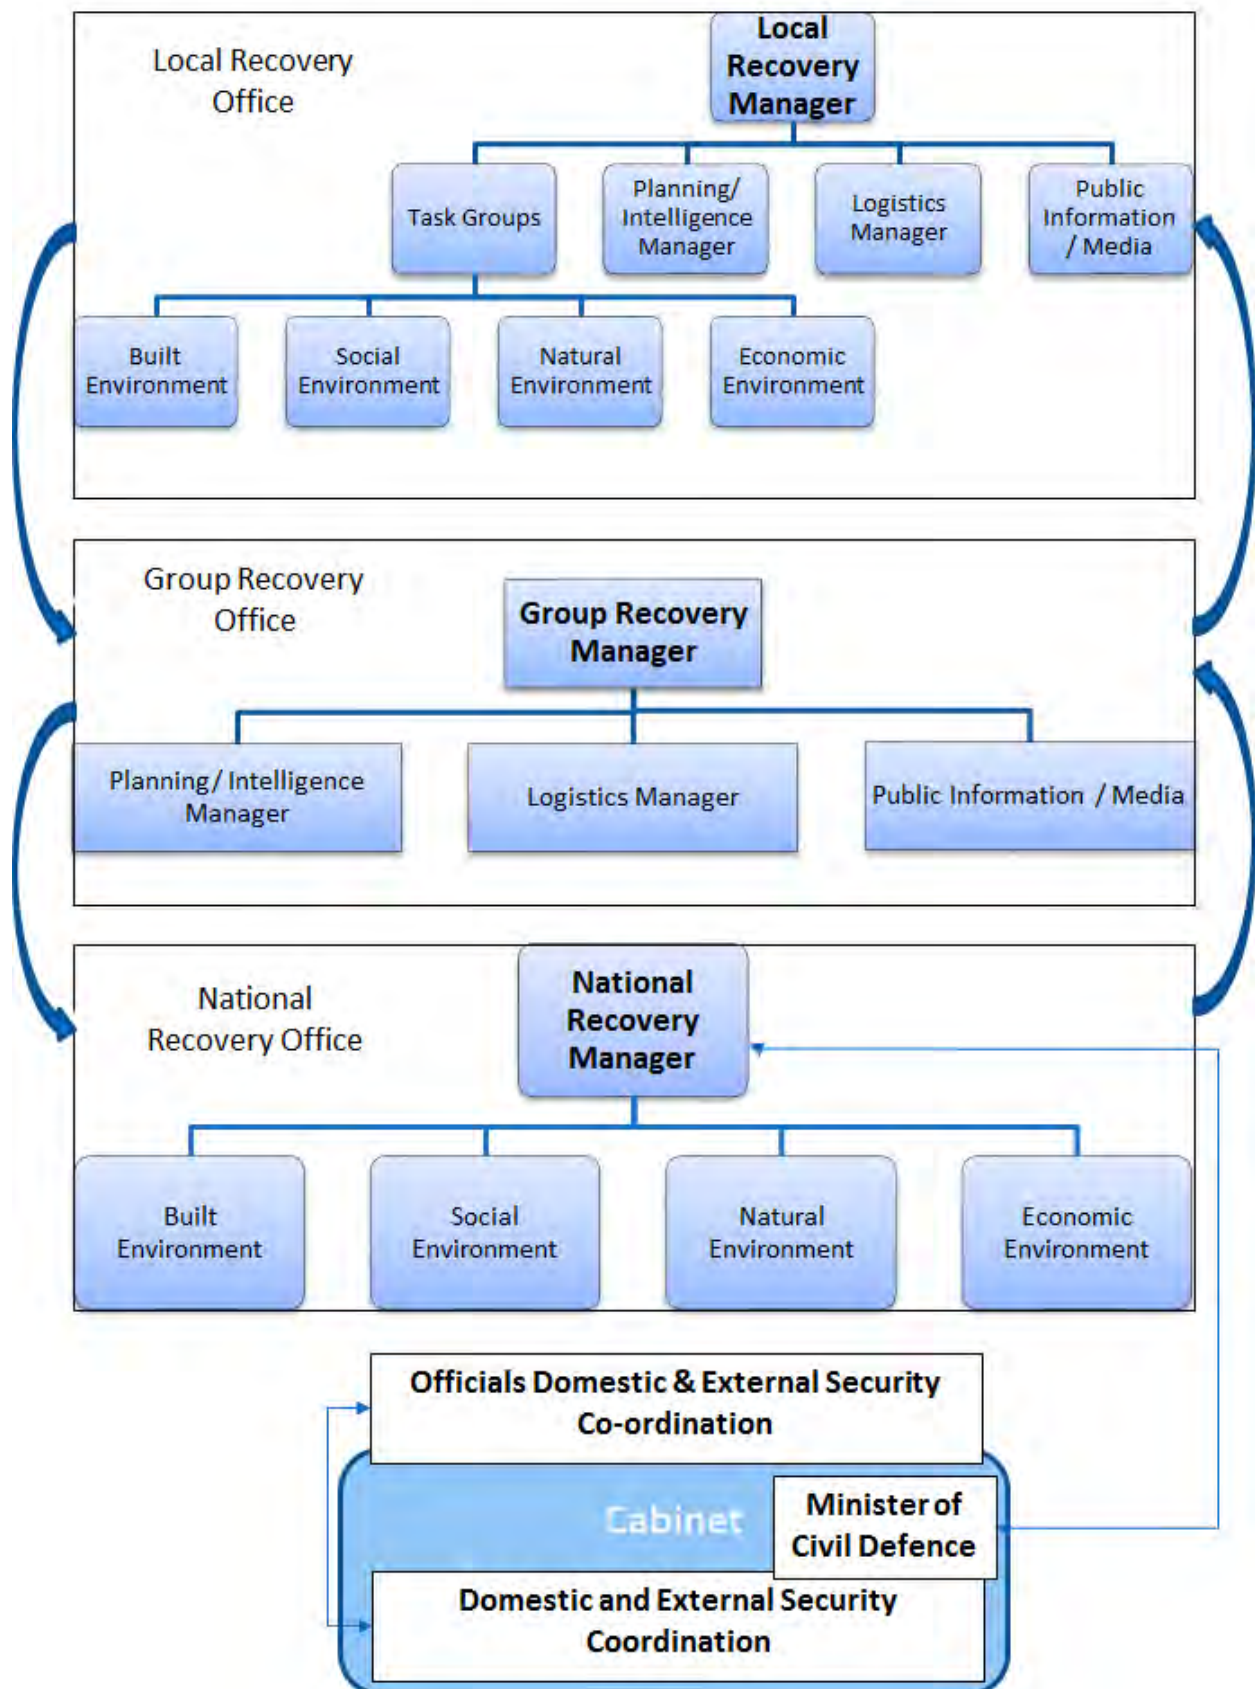 Local Recovery
Office
Local
Recovery
Manager
Task Groups
Planning/
Intelligence
Manager
Logistics
Manager
Public
Information
/ Media
Built
Environment
Social
Environment
Natural
Environment
Economic
Environment
Group Recovery
Office
Group Recovery
Manager
Planning/ Intelligence
Manager
Logistics Manager
Public Information / Media
National
Recovery Office
National
Recovery
Manager
Built
Environment
Social
Environment
Natural
Environment
Economic
Environment
Officials Domestic & External Security
Co-ordination
Cabinet
Minister of
Civil Defence
Domestic and External Security
Coordination